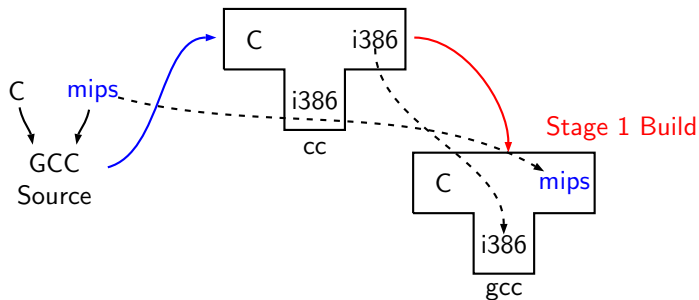 C i386
i386
cc
C mips
GCC
Source
Stage 1 Build
C mips
i386
gcc